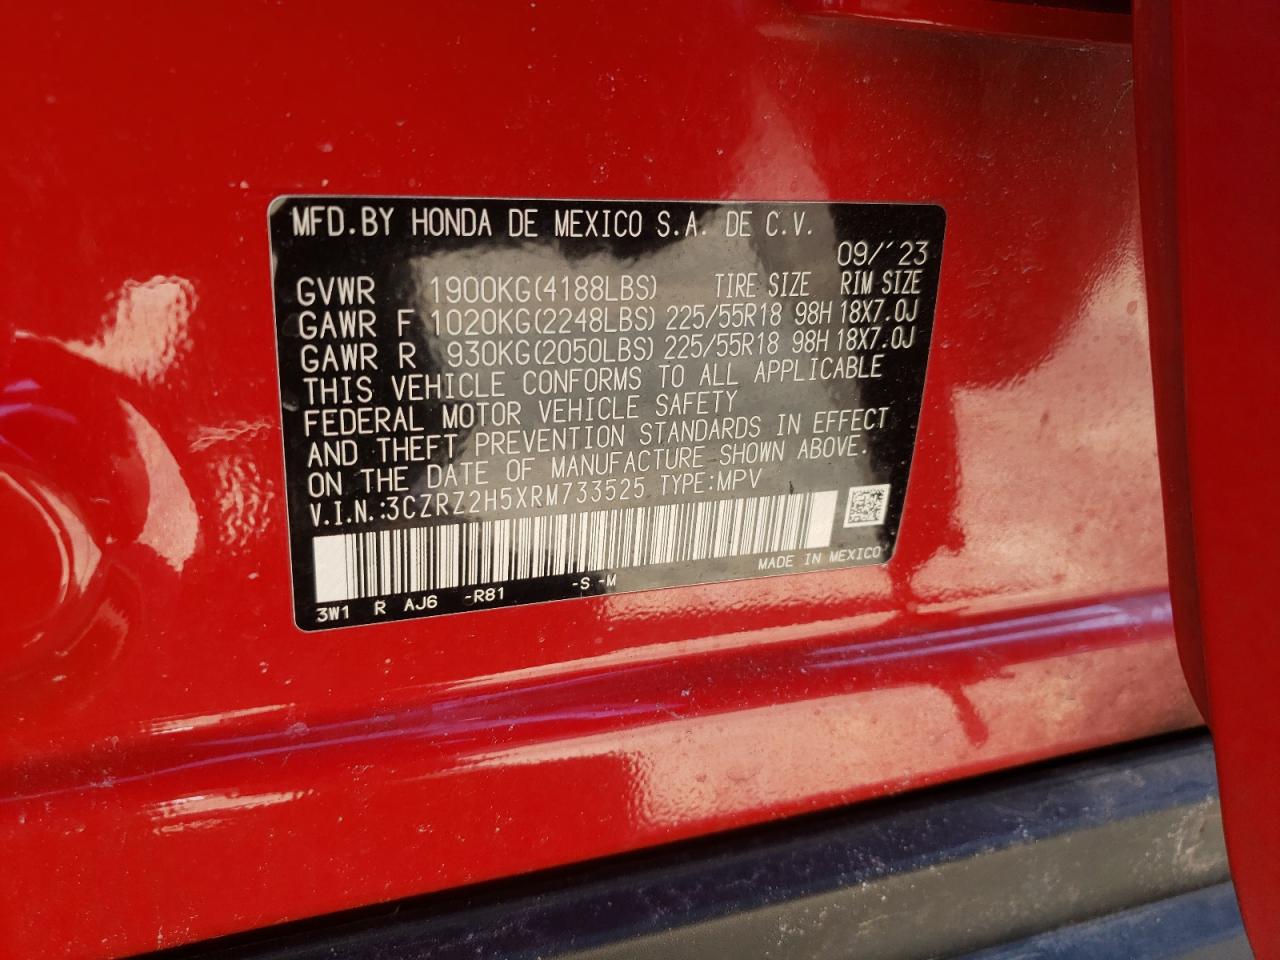 MFD.BY HONDA DE MEXICO S.A. DE C.V.
09/´23
GVWR 1900KG(4188LBS) TIRE SIZE RIM SIZE
GAWR F 1020KG(2248LBS) 225/55R18 98H 18X7.0J
GAWR R 930KG(2050LBS) 225/55R18 98H 18X7.0J
THIS VEHICLE CONFORMS TO ALL APPLICABLE
FEDERAL MOTOR VEHICLE SAFETY
AND THEFT PREVENTION STANDARDS IN EFFECT
ON THE DATE OF MANUFACTURE SHOWN ABOVE.
V.I.N.:3CZRZ2H5XRM733525 TYPE:MPV
MADE IN MEXICO
3W1 R AJ6 -R81 -S -M